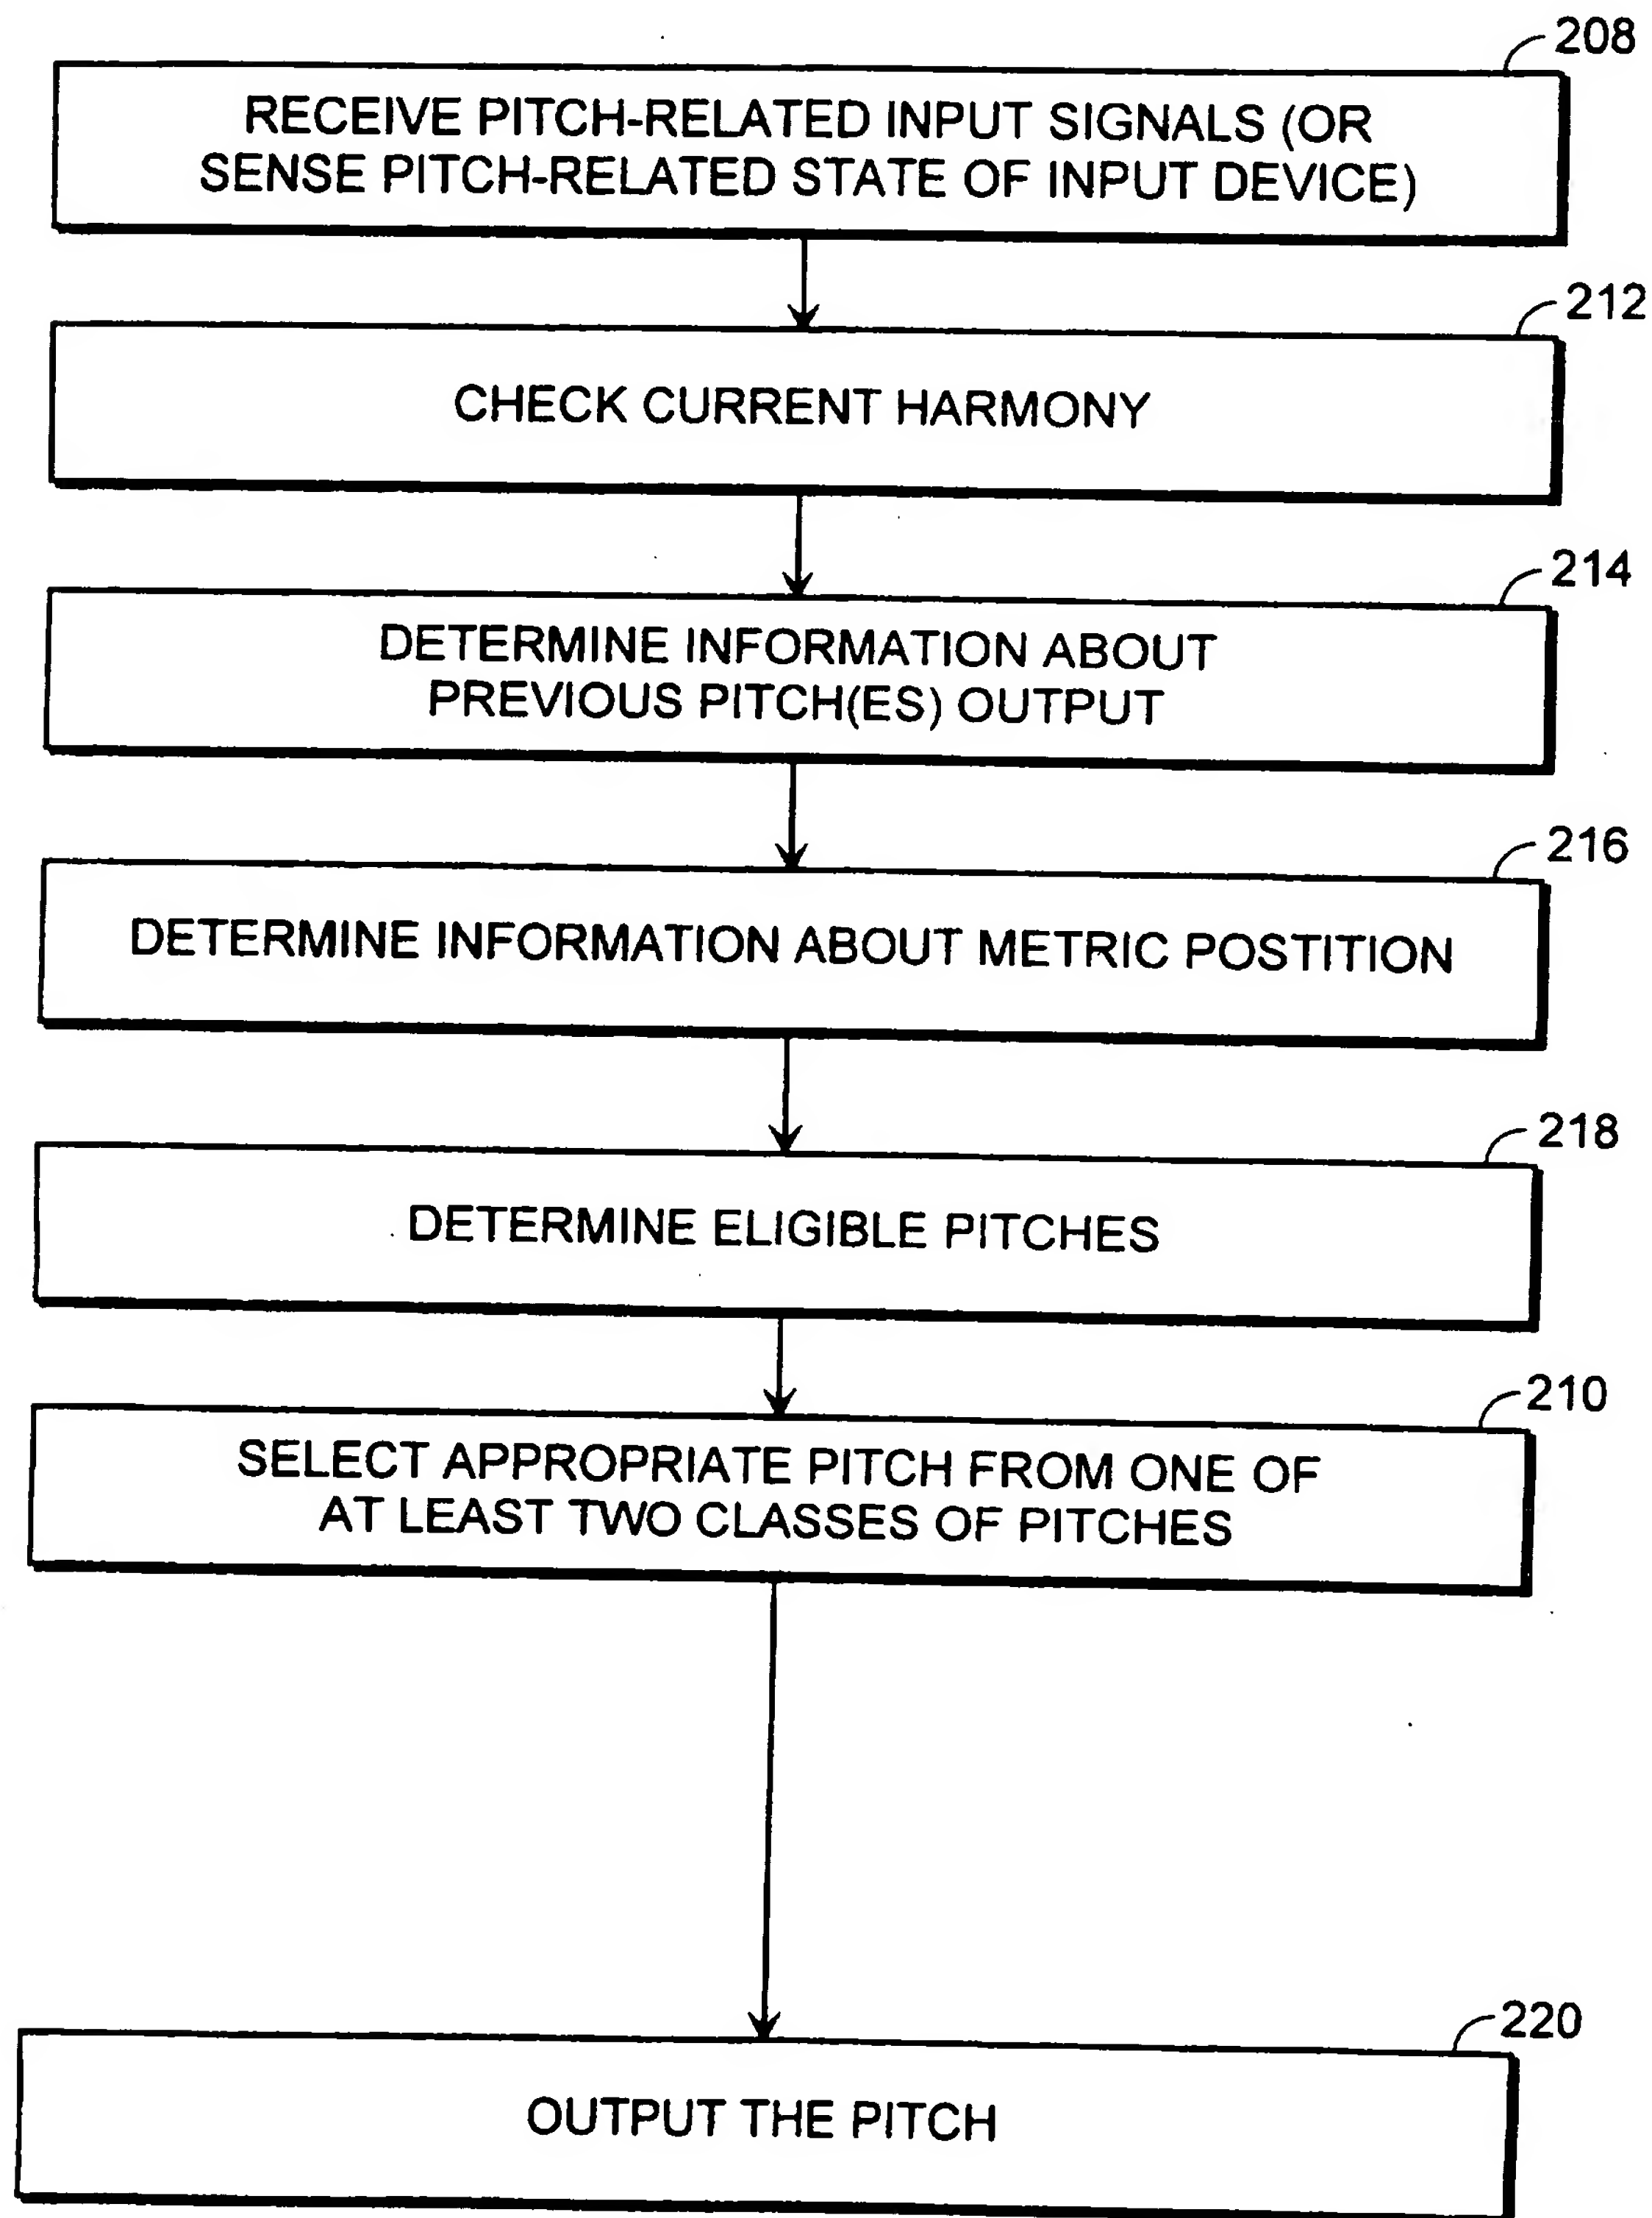 208
RECEIVE PITCH-RELATED INPUT SIGNALS (OR
SENSE PITCH-RELATED STATE OF INPUT DEVICE)
212
CHECK CURRENT HARMONY
214
DETERMINE INFORMATION ABOUT
PREVIOUS PITCH(ES) OUTPUT
216
DETERMINE INFORMATION ABOUT METRIC POSTITION
218
DETERMINE ELIGIBLE PITCHES
210
SELECT APPROPRIATE PITCH FROM ONE OF
AT LEAST TWO CLASSES OF PITCHES
220
OUTPUT THE PITCH